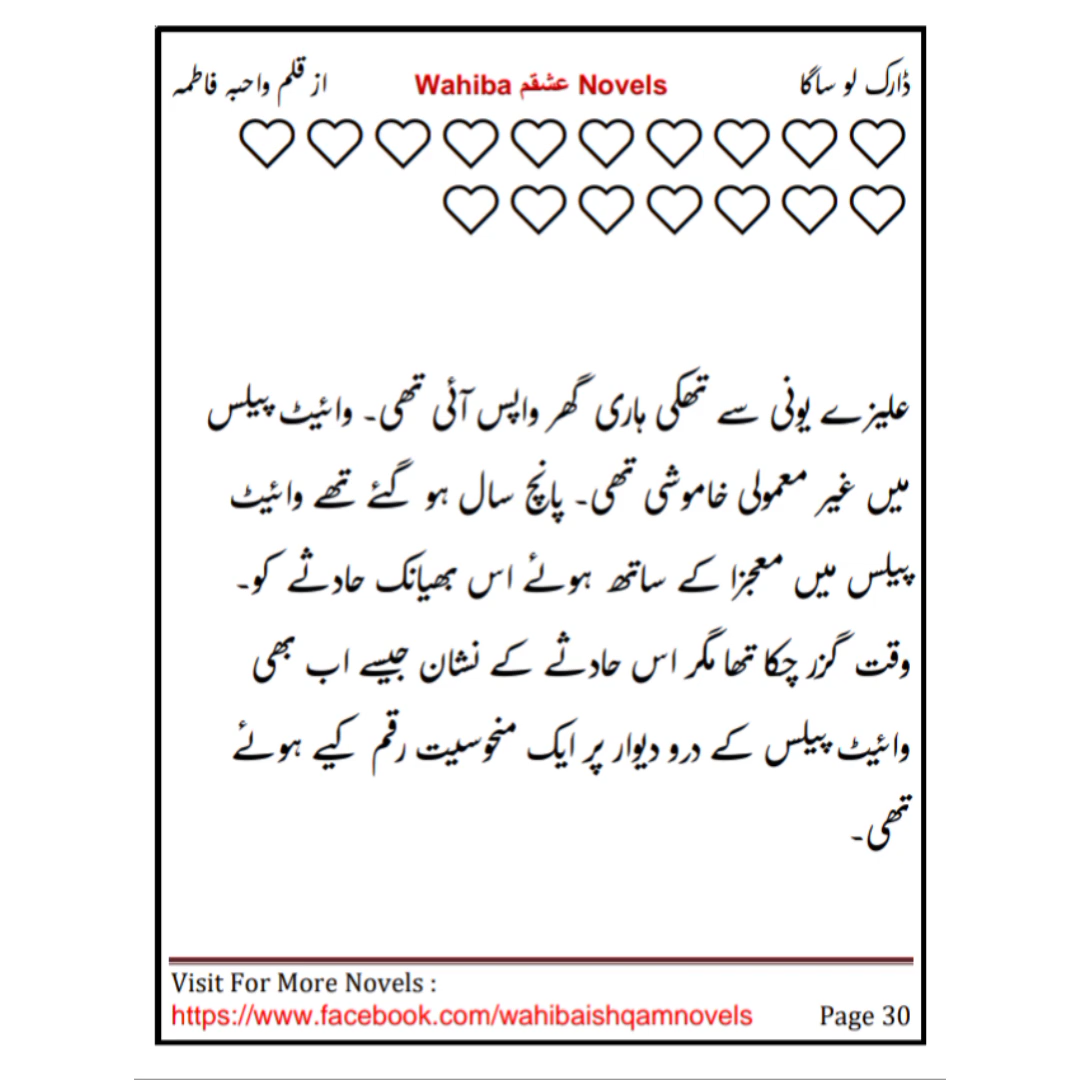 ڈارک لو ساگا Wahiba عشقم Novels از قلم واحبہ فاطمہ
♡♡♡♡♡♡♡♡♡♡
♡♡♡♡♡♡♡
علیزے یونی سے تھکی ہاری گھر واپس آئی تھی۔ وائیٹ پیلس
میں غیر معمولی خاموشی تھی۔ پانچ سال ہو گئے تھے وائیٹ
پیلس میں معجزا کے ساتھ ہوئے اس بھیانک حادثے کو۔
وقت گزر چکا تھا مگر اس حادثے کے نشان جیسے اب بھی
وائیٹ پیلس کے درو دیوار پر ایک منحوسیت رقم کیے ہوئے
تھی۔
Visit For More Novels :
https://www.facebook.com/wahibaishqamnovels Page 30